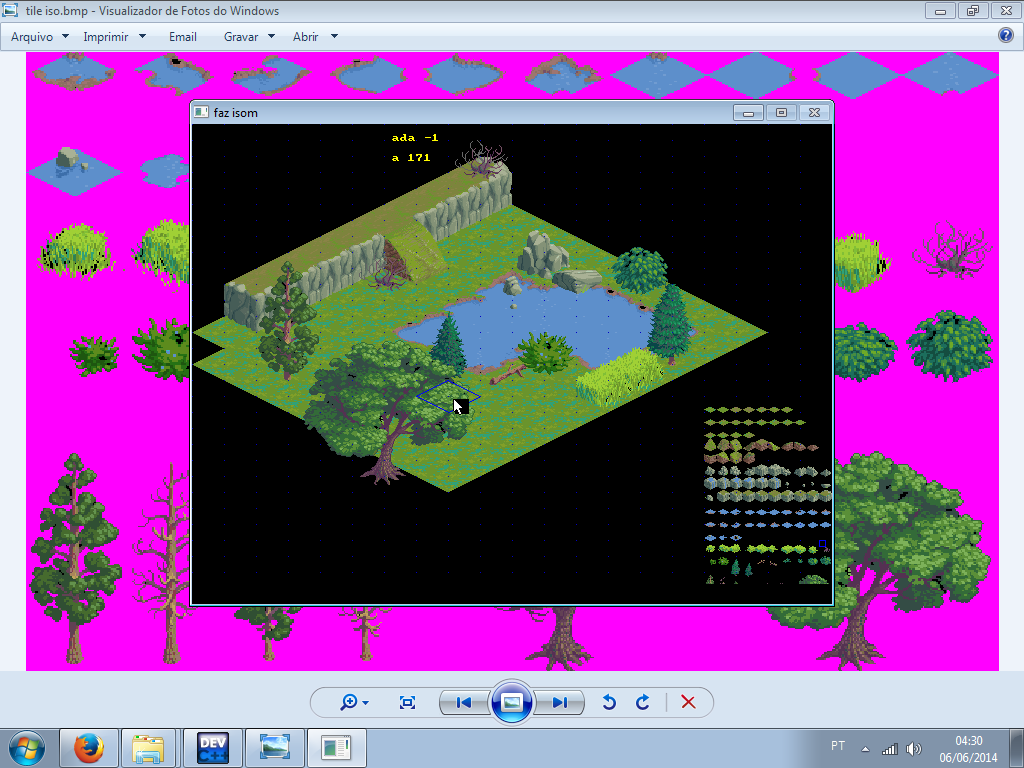 tile iso.bmp - Visualizador de Fotos do Windows
Arquivo Imprimir Email Gravar Abrir
faz isom
ada -1
a 171
DEV
C++
PT
04:30
06/06/2014